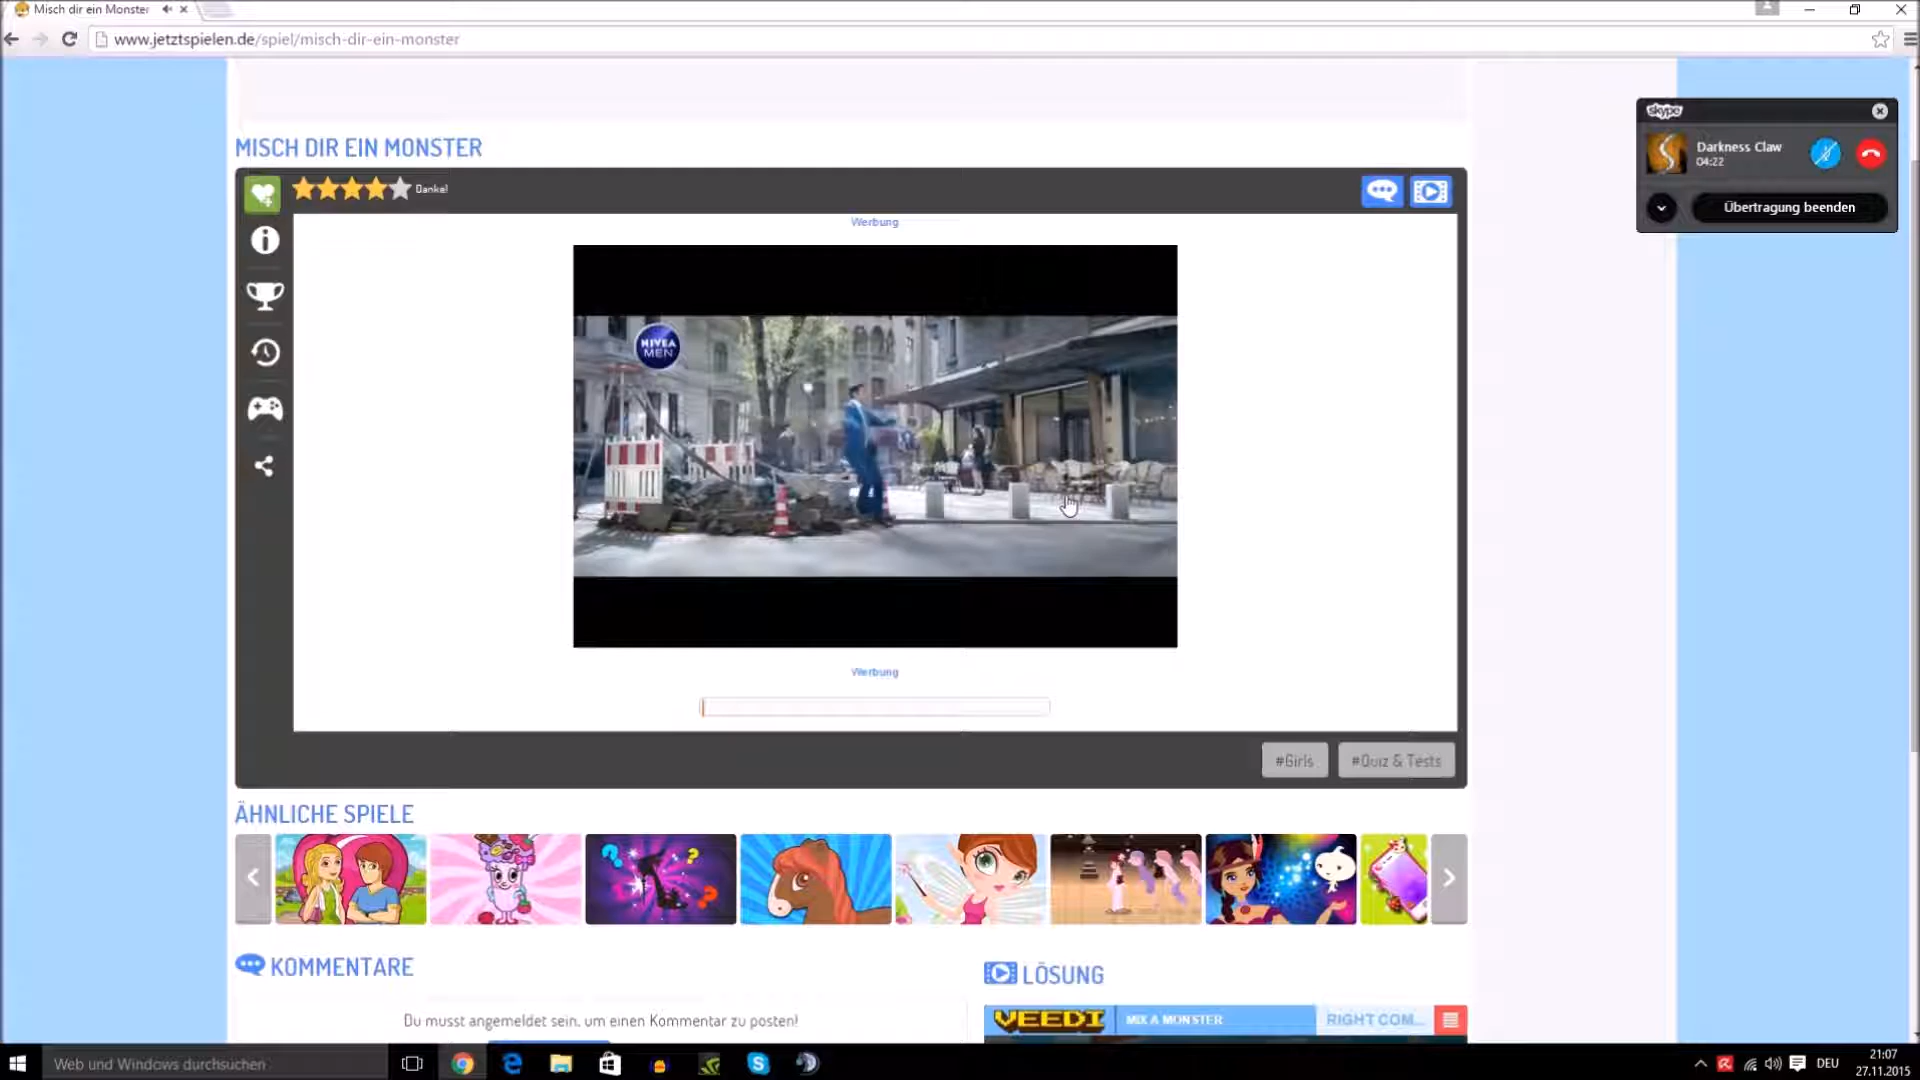 Misch dir ein Monster
www.jetztspielen.de/spiel/misch-dir-ein-monster
skype
Darkness Claw
04:22
Übertragung beenden
MISCH DIR EIN MONSTER
Danke!
Werbung
NIVEA
MEN
Werbung
#Girls
#Quiz & Tests
ÄHNLICHE SPIELE
KOMMENTARE
LÖSUNG
Du musst angemeldet sein, um einen Kommentar zu posten!
VEEDI
MIX A MONSTER
RIGHT COM...
Web und Windows durchsuchen
DEU
21:07
27.11.2015